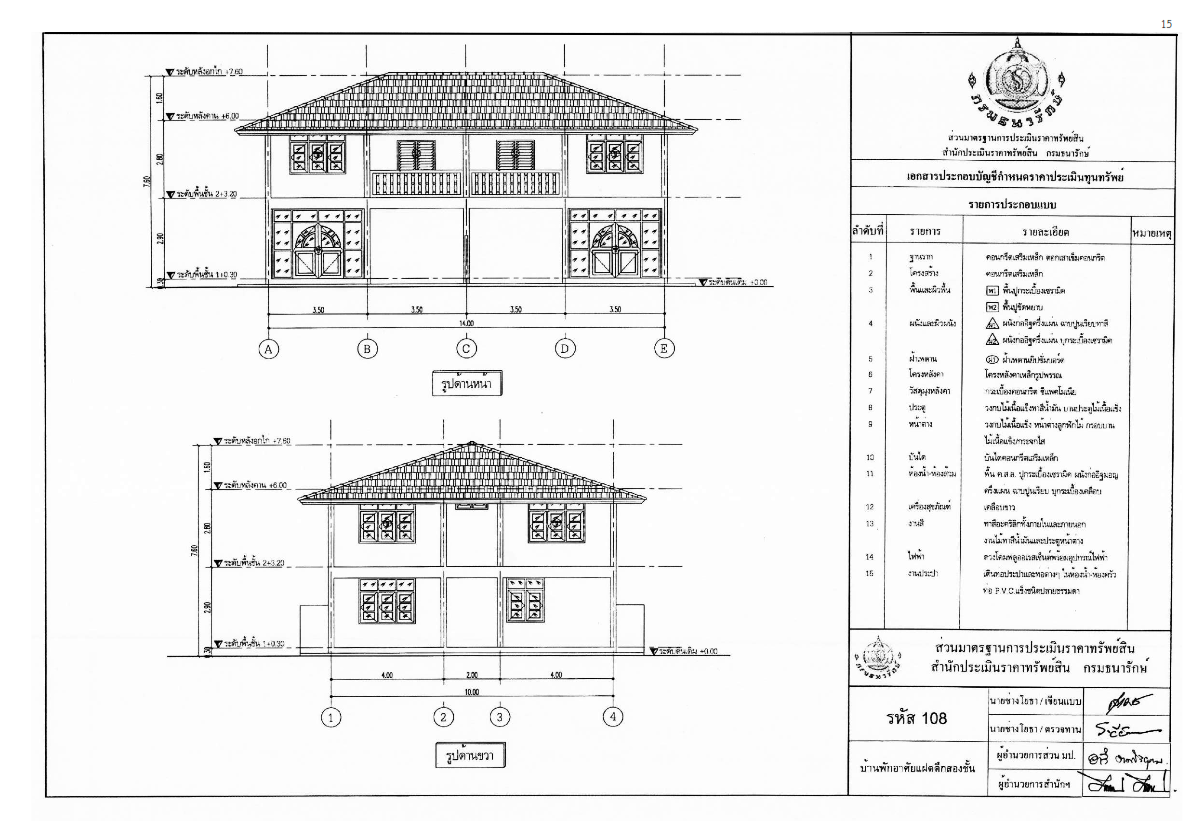 15
ระดับหลังอกไก่ +7.60
ระดับหลังคาน +6.00
ระดับพื้นชั้น 2+3.20
ระดับพื้นชั้น 1+0.30
ระดับดินเดิม +0.00
1.60
2.80
2.90
7.60
3.50 3.50 3.50 3.50
14.00
A B C D E
รูปด้านหน้า
ระดับหลังอกไก่ +7.60
ระดับหลังคาน +6.00
ระดับพื้นชั้น 2+3.20
ระดับพื้นชั้น 1+0.30
ระดับดินเดิม +0.00
1.60
2.80
2.90
7.60
4.00 2.00 4.00
10.00
1 2 3 4
รูปด้านขวา
กรมธนารักษ์
ส่วนมาตรฐานการประเมินราคาทรัพย์สิน
สำนักประเมินราคาทรัพย์สิน กรมธนารักษ์
เอกสารประกอบบัญชีกำหนดราคาประเมินทุนทรัพย์
รายการประกอบแบบ
ลำดับที่ รายการ รายละเอียด หมายเหตุ
1 ฐานราก คอนกรีตเสริมเหล็ก ตอกเสาเข็มคอนกรีต
2 โครงสร้าง คอนกรีตเสริมเหล็ก
3 พื้นและผิวพื้น พื้นปูกระเบื้องเซรามิค
พื้นปูขัดหยาบ
4 ผนังและผิวผนัง ผนังก่ออิฐครึ่งแผ่น ฉาบปูนเรียบทาสี
ผนังก่ออิฐครึ่งแผ่น บุกระเบื้องเซรามิค
5 ฝ้าเพดาน ฝ้าเพดานยิปซั่มบอร์ด
6 โครงหลังคา โครงหลังคาเหล็กรูปพรรณ
7 วัสดุมุงหลังคา กระเบื้องคอนกรีต ซีแพคโมเนีย
8 ประตู วงกบไม้เนื้อแข็งทาสีน้ำมัน บานประตูไม้เนื้อแข็ง
9 หน้าต่าง วงกบไม้เนื้อแข็ง หน้าต่างลูกฟักไม้ กรอบบาน
ไม้เนื้อแข็ง/กระจกใส
10 บันได บันไดคอนกรีตเสริมเหล็ก
11 ห้องน้ำ-ห้องส้วม พื้น ค.ส.ล. ปูกระเบื้องเซรามิค ผนังก่ออิฐมอญ
ครึ่งแผ่น ฉาบปูนเรียบ บุกระเบื้องเคลือบ
12 เครื่องสุขภัณฑ์ เคลือบขาว
13 งานสี ทาสีอะคริลิกทั้งภายในและภายนอก
งานไม้ทาสีน้ำมันและประตูหน้าต่าง
14 ไฟฟ้า ดวงโคมฟลูออเรสเซ็นต์พร้อมอุปกรณ์ไฟฟ้า
15 งานประปา เดินท่อประปาและท่อต่างๆ ในห้องน้ำ-ห้องครัว
ท่อ P.V.C.แข็งชนิดปลายธรรมดา
กรมธนารักษ์
ส่วนมาตรฐานการประเมินราคาทรัพย์สิน
สำนักประเมินราคาทรัพย์สิน กรมธนารักษ์
รหัส 108
บ้านพักอาศัยแฝดตึกสองชั้น
นายช่างโยธา / เขียนแบบ
นายช่างโยธา / ตรวจทาน
ผู้อำนวยการส่วน มป.
ผู้อำนวยการสำนักฯ